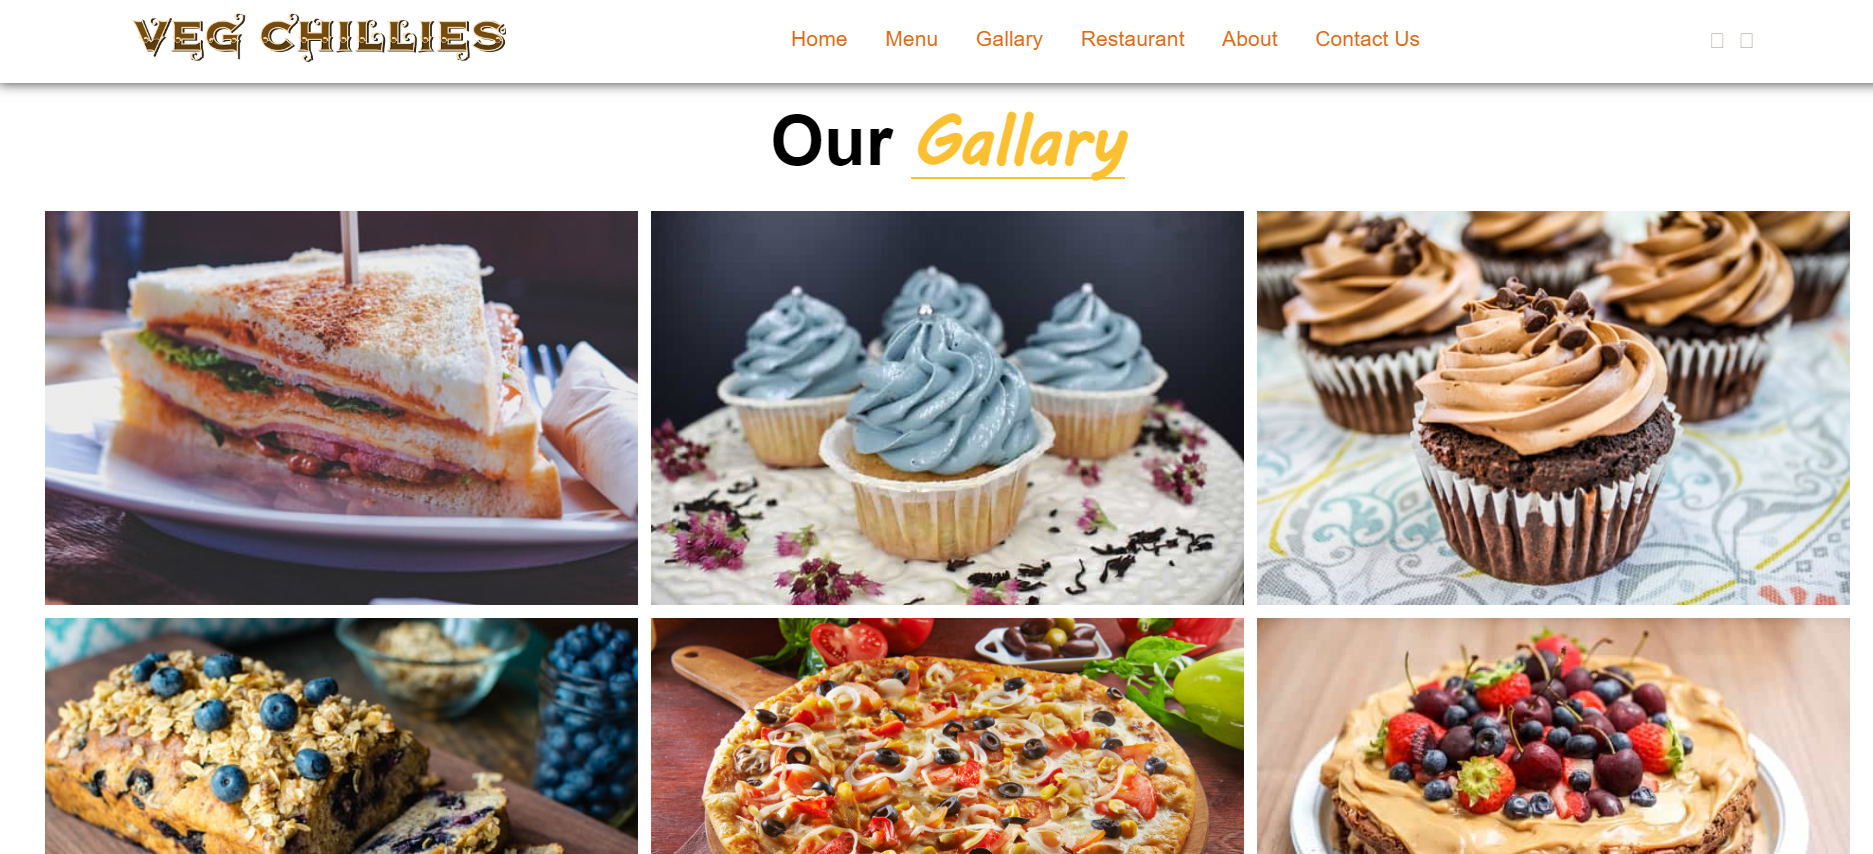 VEG CHILLIES
Home Menu Gallary Restaurant About Contact Us
Our Gallary